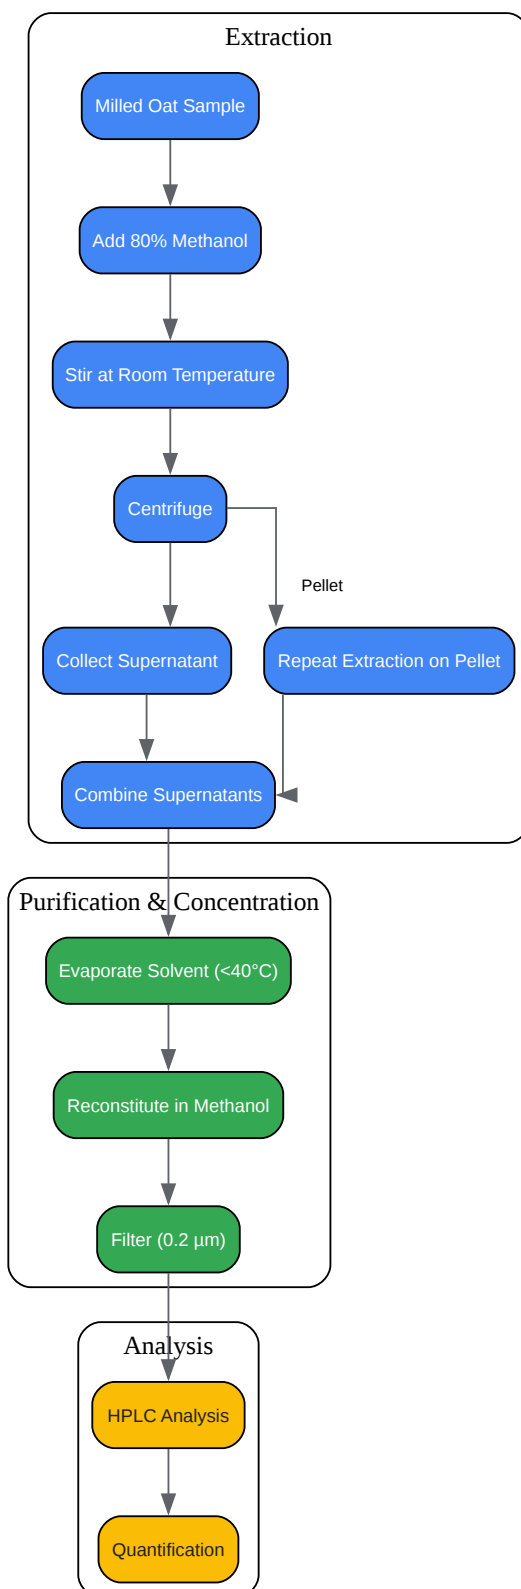 Extraction
Milled Oat Sample
Add 80% Methanol
Stir at Room Temperature
Centrifuge
Pellet
Collect Supernatant
Repeat Extraction on Pellet
Combine Supernatants
Purification & Concentration
Evaporate Solvent (<40°C)
Reconstitute in Methanol
Filter (0.2 µm)
Analysis
HPLC Analysis
Quantification